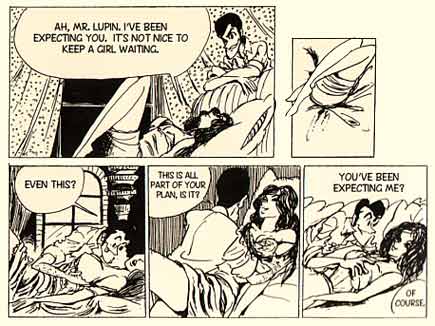 AH, MR. LUPIN. I'VE BEEN
EXPECTING YOU. IT'S NOT NICE TO
KEEP A GIRL WAITING.
EVEN THIS?
THIS IS ALL
PART OF YOUR
PLAN, IS IT?
YOU'VE BEEN
EXPECTING ME?
OF
COURSE.